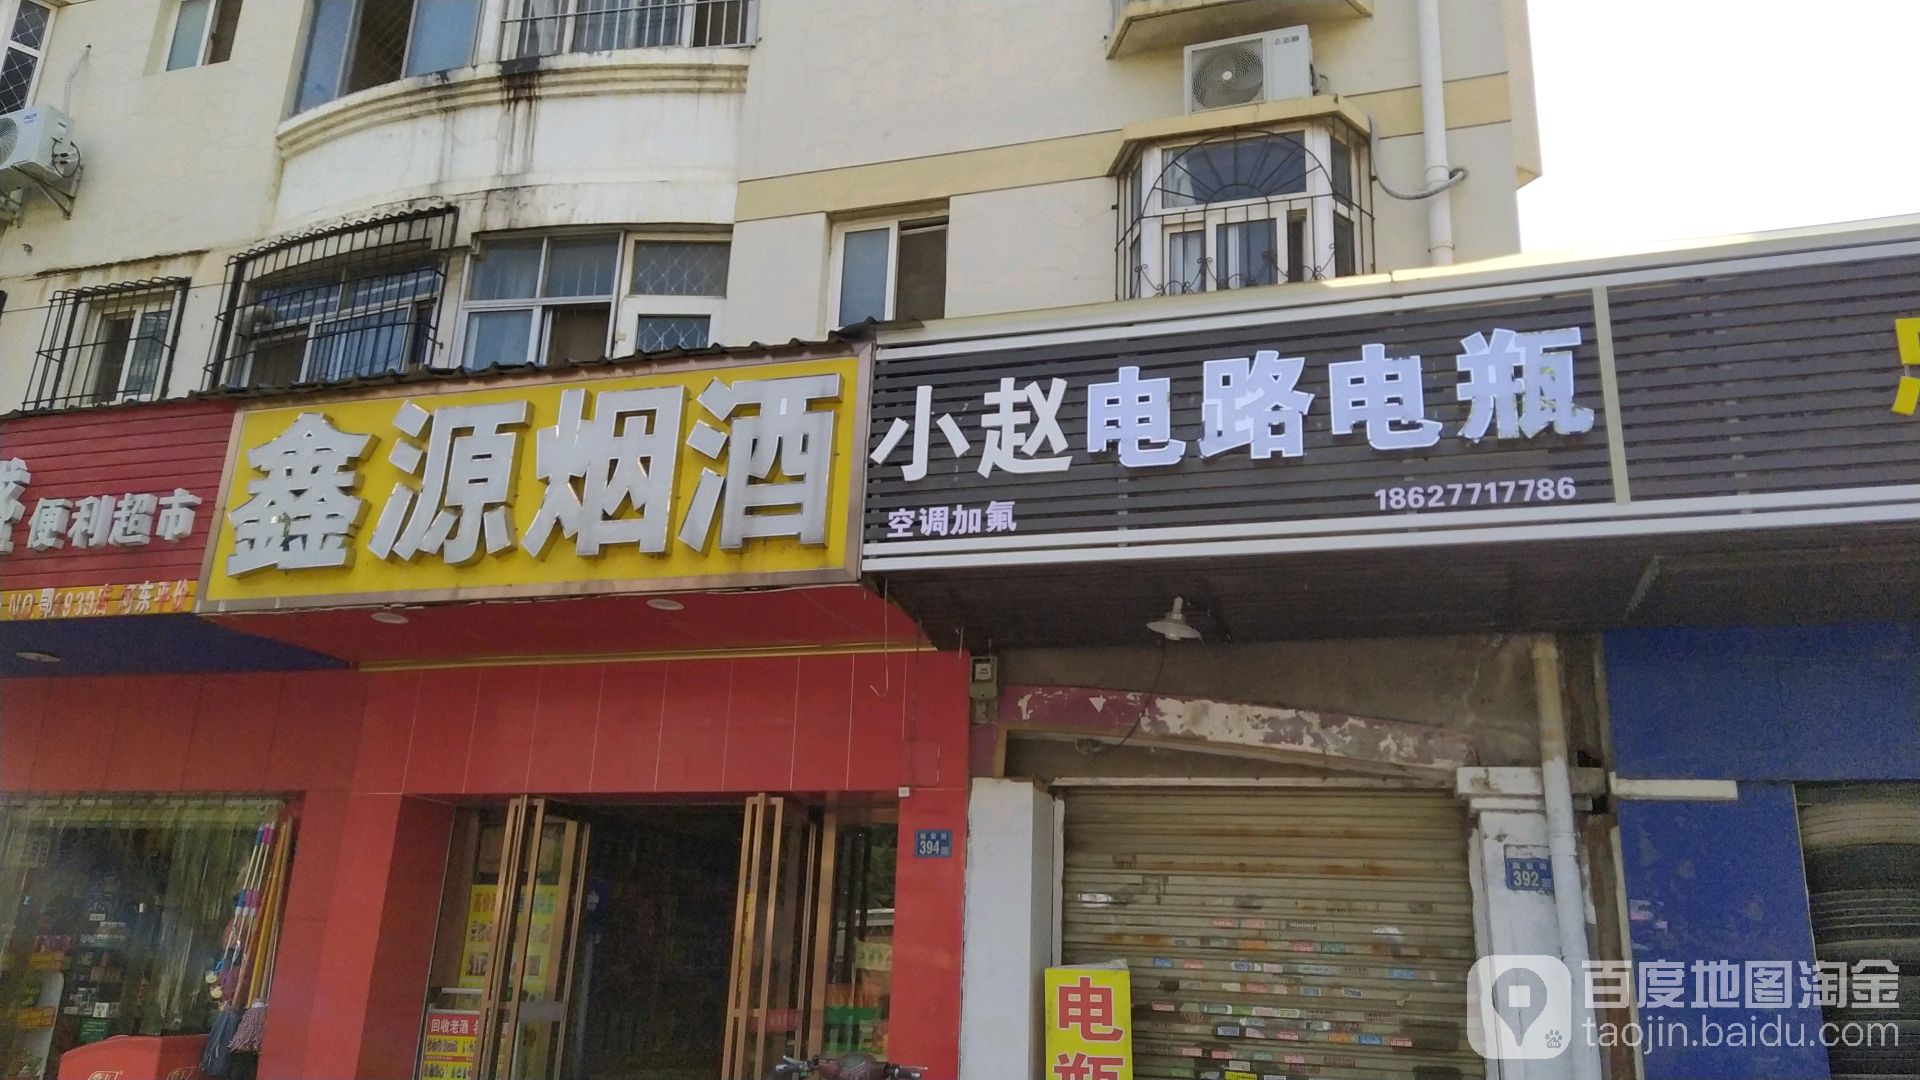 便利超市
鑫源烟酒
小赵电路电瓶
空调加氟
18627717786
394
392
回收老酒
电瓶
百度地图淘金
taojin.baidu.com